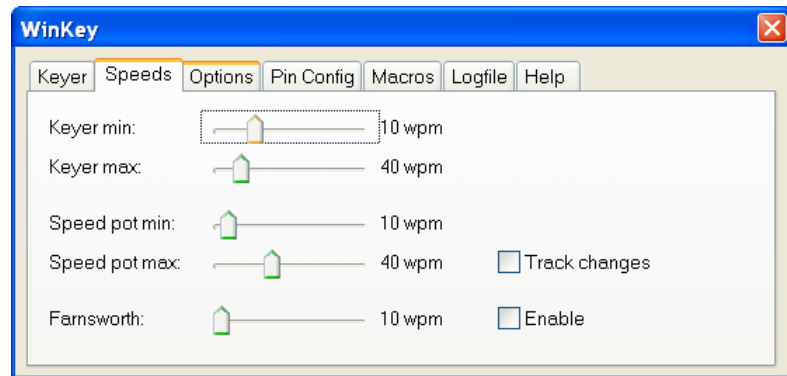 WinKey
Keyer Speeds Options Pin Config Macros Logfile Help
Keyer min: 10 wpm
Keyer max: 40 wpm
Speed pot min: 10 wpm
Speed pot max: 40 wpm Track changes
Farnsworth: 10 wpm Enable